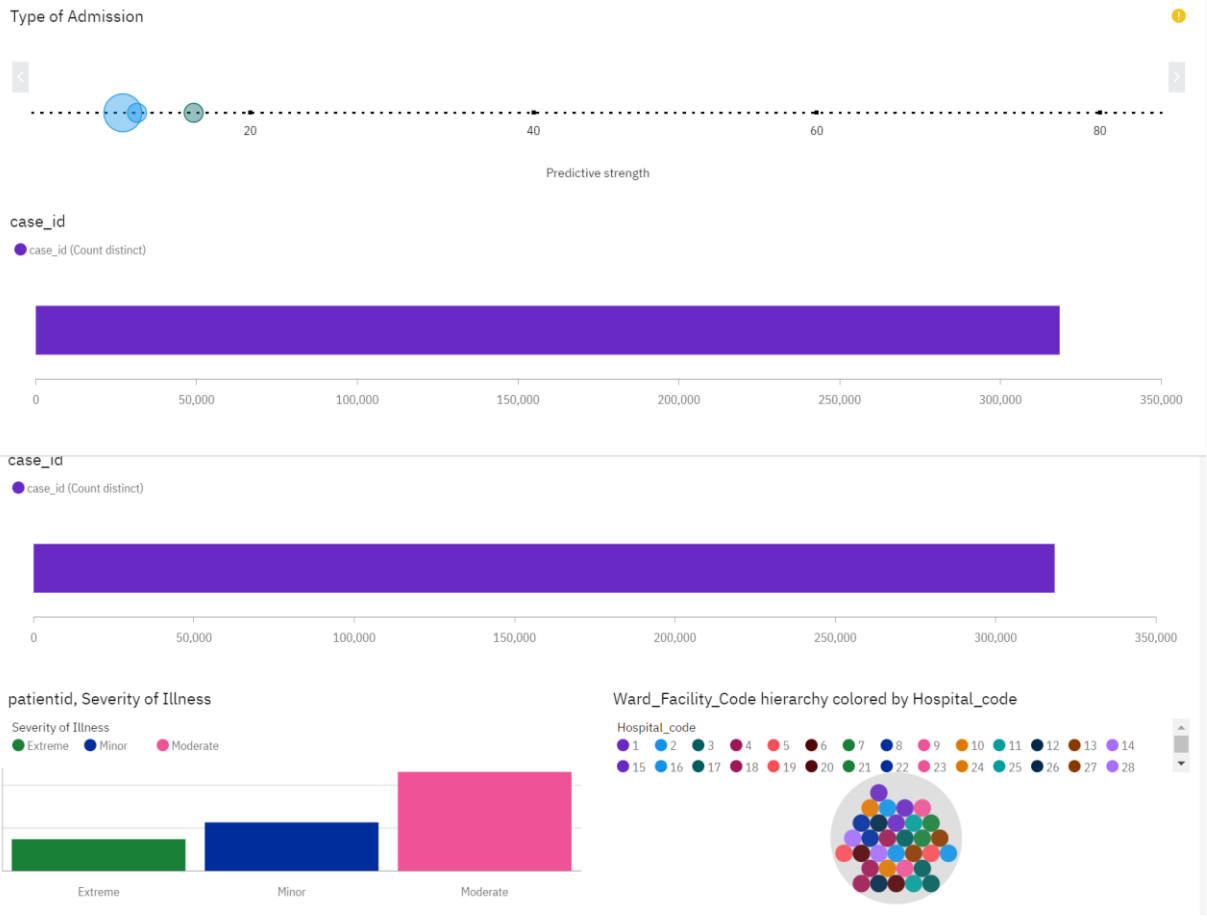 Type of Admission
20 40 60 80
Predictive strength
case_id
case_id (Count distinct)
0 50,000 100,000 150,000 200,000 250,000 300,000 350,000
case_id
case_id (Count distinct)
0 50,000 100,000 150,000 200,000 250,000 300,000 350,000
patientid, Severity of Illness
Severity of Illness
Extreme Minor Moderate
Extreme Minor Moderate
Ward_Facility_Code hierarchy colored by Hospital_code
Hospital_code
1 2 3 4 5 6 7 8 9 10 11 12 13 14
15 16 17 18 19 20 21 22 23 24 25 26 27 28